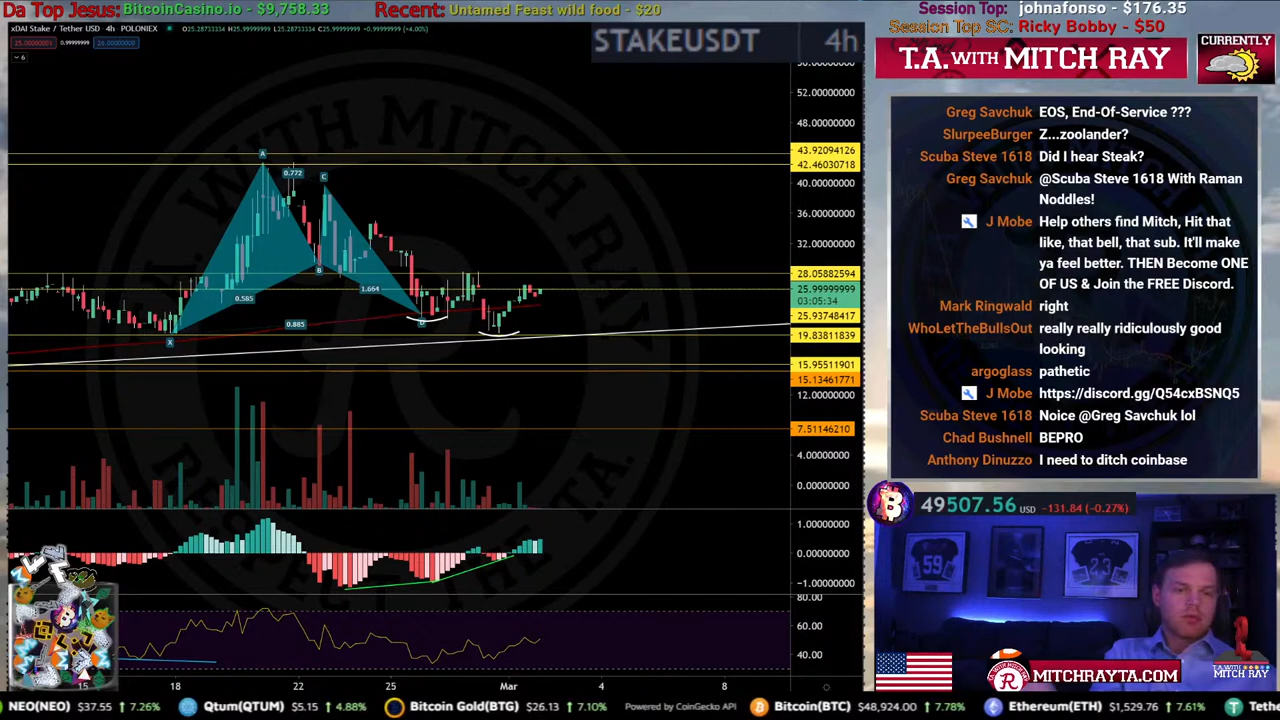 Da Top Jesus: BitcoinCasino.io - $9,758.33
Recent: Untamed Feast wild food - $20
Session Top: johnafonso - $176.35
Session Top SC: Ricky Bobby - $50
xDAI Stake / Tether USD · 4h · POLONIEX
STAKEUSDT 4h
T.A. WITH MITCH RAY
CURRENTLY
52.00000000
48.00000000
43.92094126
42.46030718
40.00000000
36.00000000
32.00000000
28.05882594
25.99999999
03:05:34
25.93748417
19.83811839
15.95511901
15.13461771
12.00000000
7.51146210
4.00000000
0.00000000
1.00000000
0.00000000
-1.00000000
80.00
60.00
40.00
A
0.772
C
B
0.585
1.664
0.885
D
X
15
18
22
25
Mar
4
8
Greg Savchuk EOS, End-Of-Service ???
SlurpeeBurger Z...zoolander?
Scuba Steve 1618 Did I hear Steak?
Greg Savchuk @Scuba Steve 1618 With Raman
Noddles!
J Mobe Help others find Mitch, Hit that
like, that bell, that sub. It'll make
ya feel better. THEN Become ONE
OF US & Join the FREE Discord.
Mark Ringwald right
WhoLetTheBullsOut really really ridiculously good
looking
argoglass pathetic
J Mobe https://discord.gg/Q54cxBSNQ5
Scuba Steve 1618 Noice @Greg Savchuk lol
Chad Bushnell BEPRO
Anthony Dinuzzo I need to ditch coinbase
49507.56 USD -131.84 (-0.27%)
59
23
MITCHRAYTA.COM
T.A. WITH MITCH RAY
NEO(NEO) $37.55 7.26%
Qtum(QTUM) $5.15 4.88%
Bitcoin Gold(BTG) $26.13 7.10%
Powered by CoinGecko API
Bitcoin(BTC) $48,924.00 7.78%
Ethereum(ETH) $1,529.76 7.61%